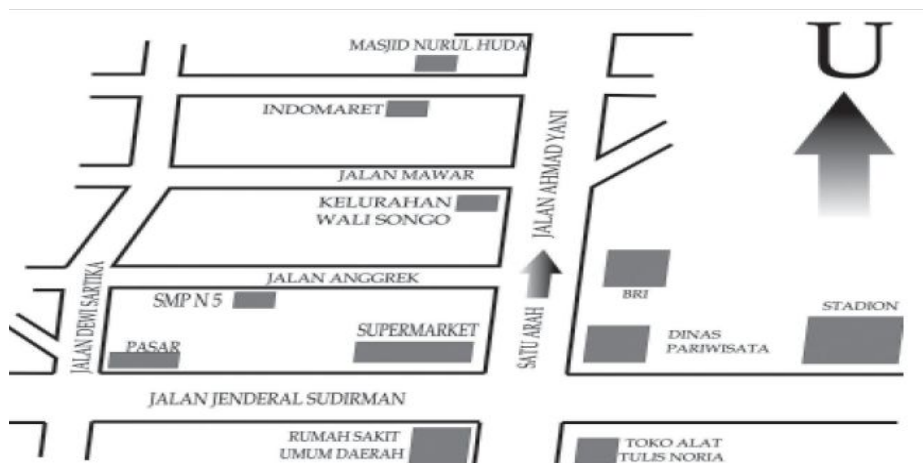 U
MASJID NURUL HUDA
INDOMARET
JALAN AHMAD YANI
JALAN MAWAR
KELURAHAN
WALI SONGO
JALAN ANGGREK
JALAN DEWI SARTIKA
SMP N 5
BRI
STADION
SATU ARAH
SUPERMARKET
DINAS
PARIWISATA
PASAR
JALAN JENDERAL SUDIRMAN
RUMAH SAKIT
UMUM DAERAH
TOKO ALAT
TULIS NORIA